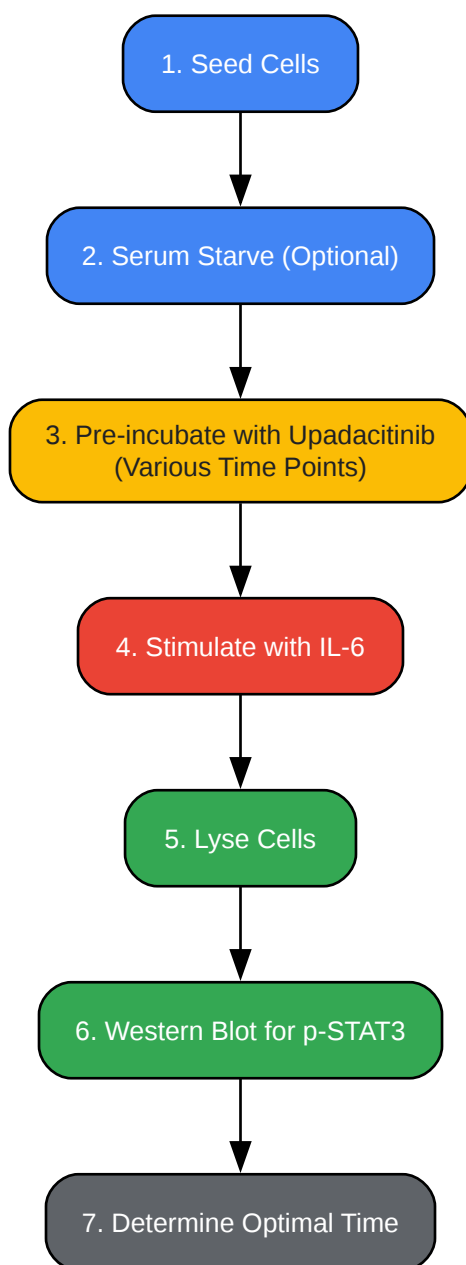 1. Seed Cells
2. Serum Starve (Optional)
3. Pre-incubate with Upadacitinib
(Various Time Points)
4. Stimulate with IL-6
5. Lyse Cells
6. Western Blot for p-STAT3
7. Determine Optimal Time